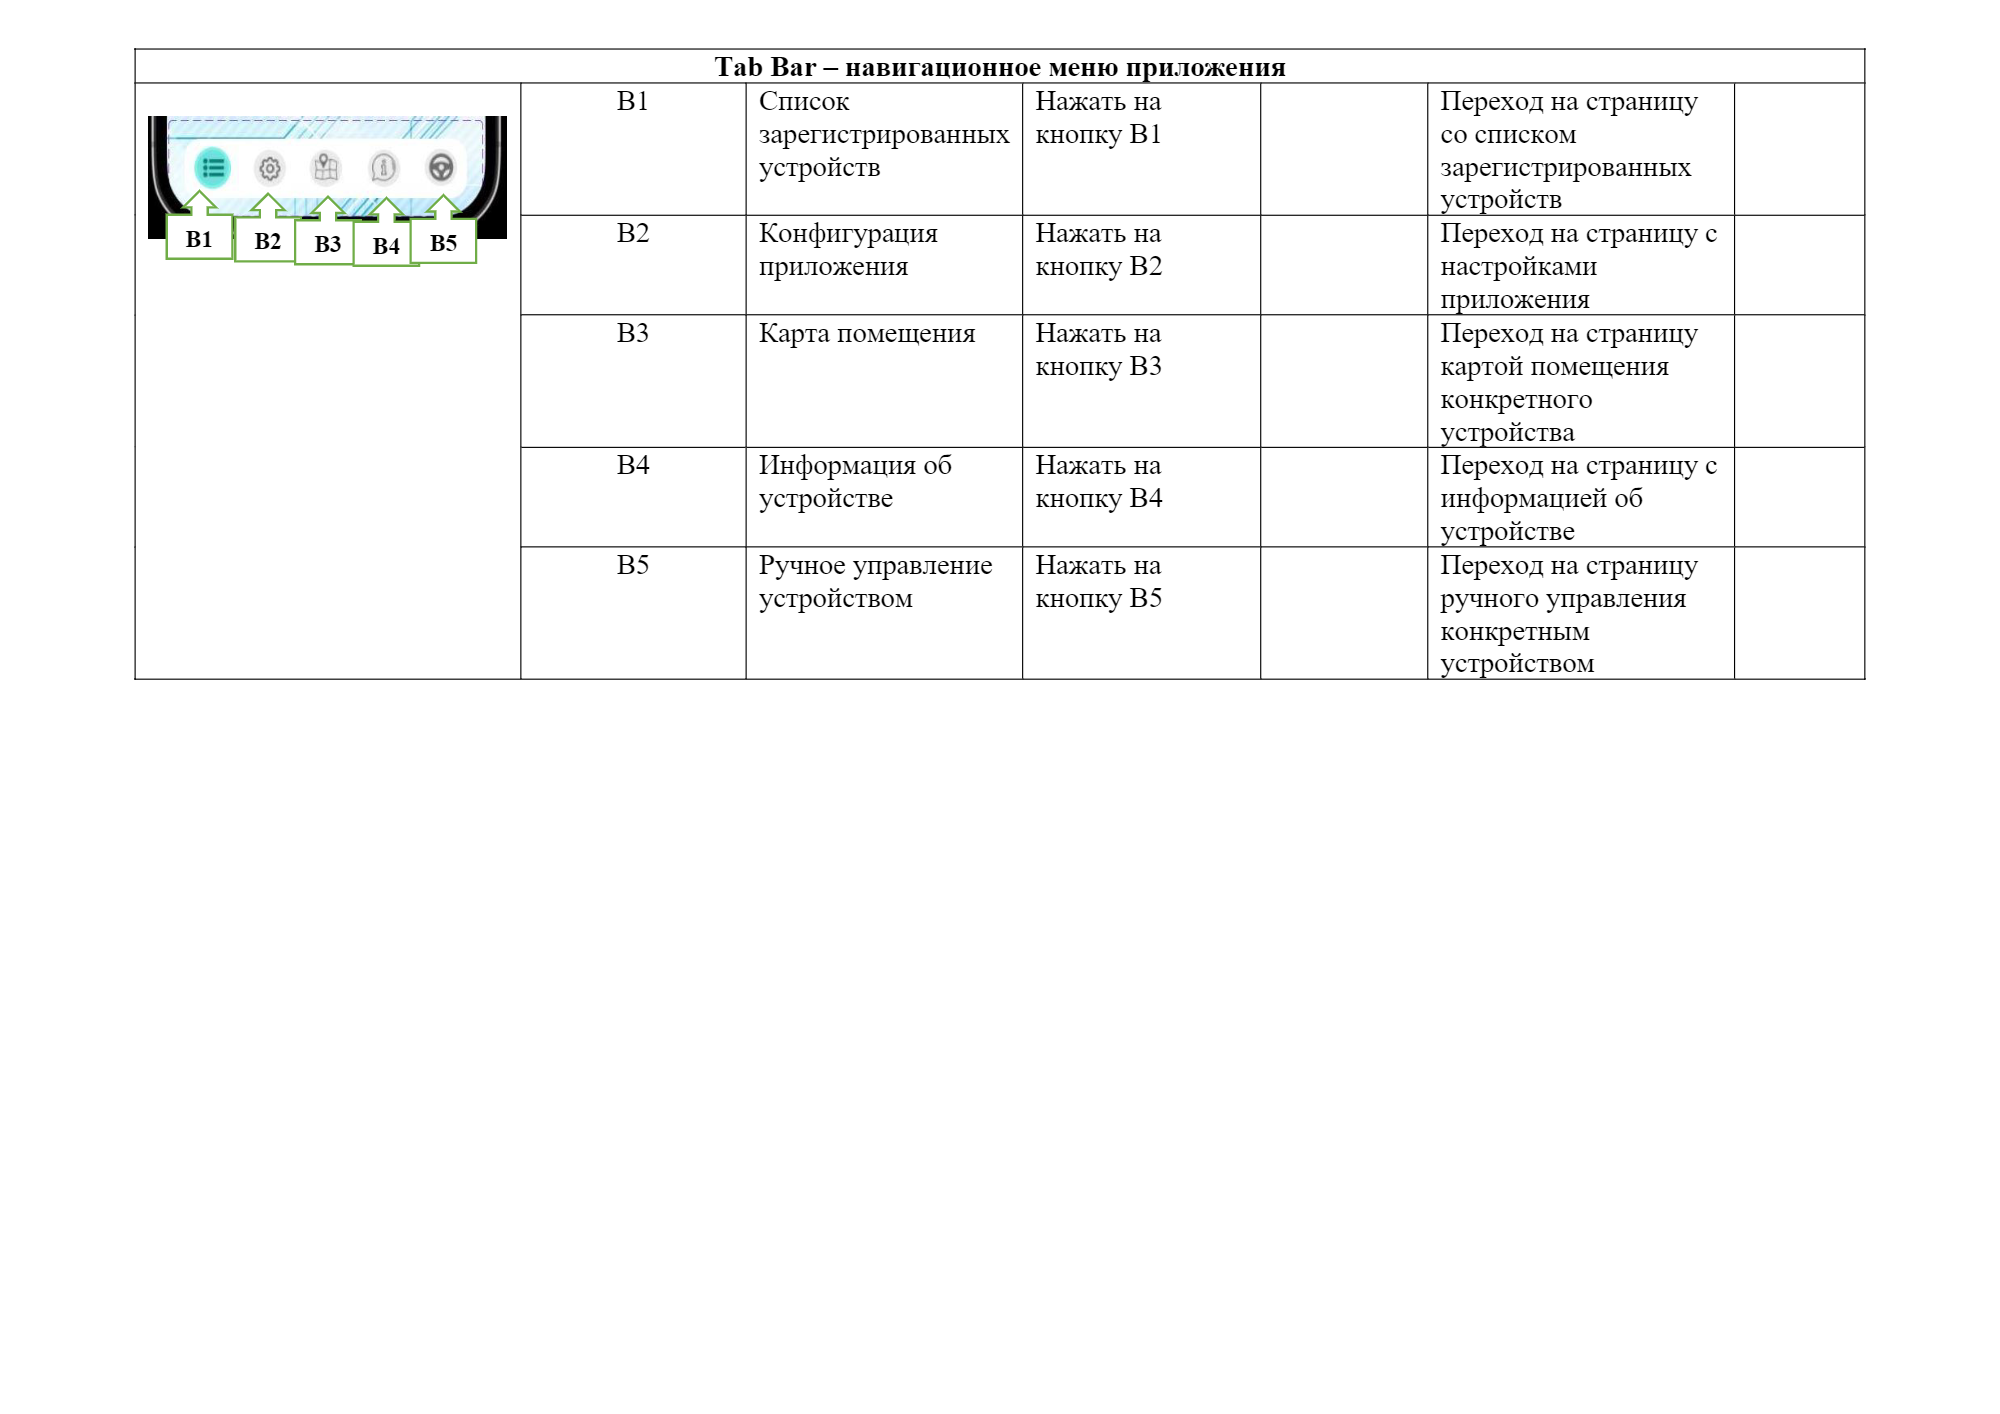 Tab Bar – навигационное меню приложения
B1
B2
B3
B4
B5
B1
Список
зарегистрированных
устройств
Нажать на
кнопку B1
Переход на страницу
со списком
зарегистрированных
устройств
B2
Конфигурация
приложения
Нажать на
кнопку B2
Переход на страницу с
настройками
приложения
B3
Карта помещения
Нажать на
кнопку B3
Переход на страницу
картой помещения
конкретного
устройства
B4
Информация об
устройстве
Нажать на
кнопку B4
Переход на страницу с
информацией об
устройстве
B5
Ручное управление
устройством
Нажать на
кнопку B5
Переход на страницу
ручного управления
конкретным
устройством